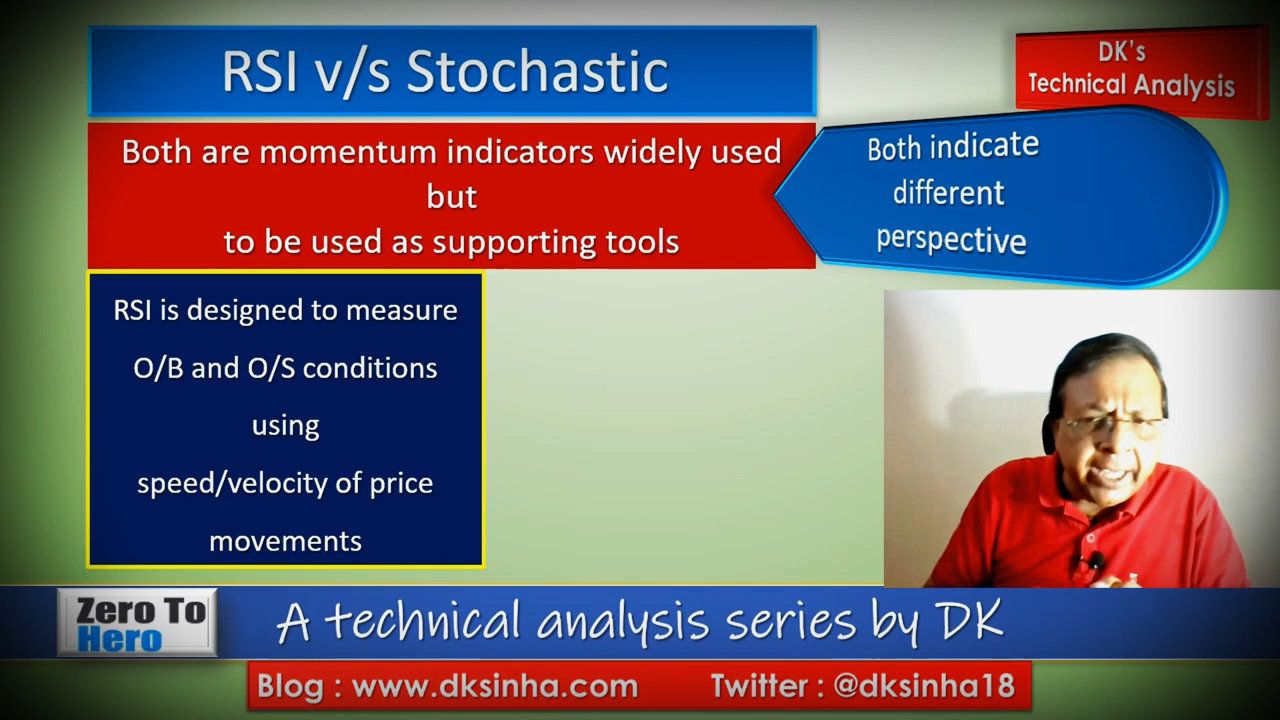 RSI v/s Stochastic
DK's
Technical Analysis
Both are momentum indicators widely used
but
to be used as supporting tools
Both indicate
different
perspective
RSI is designed to measure
O/B and O/S conditions
using
speed/velocity of price
movements
Zero To
Hero
A technical analysis series by DK
Blog : www.dksinha.com
Twitter : @dksinha18